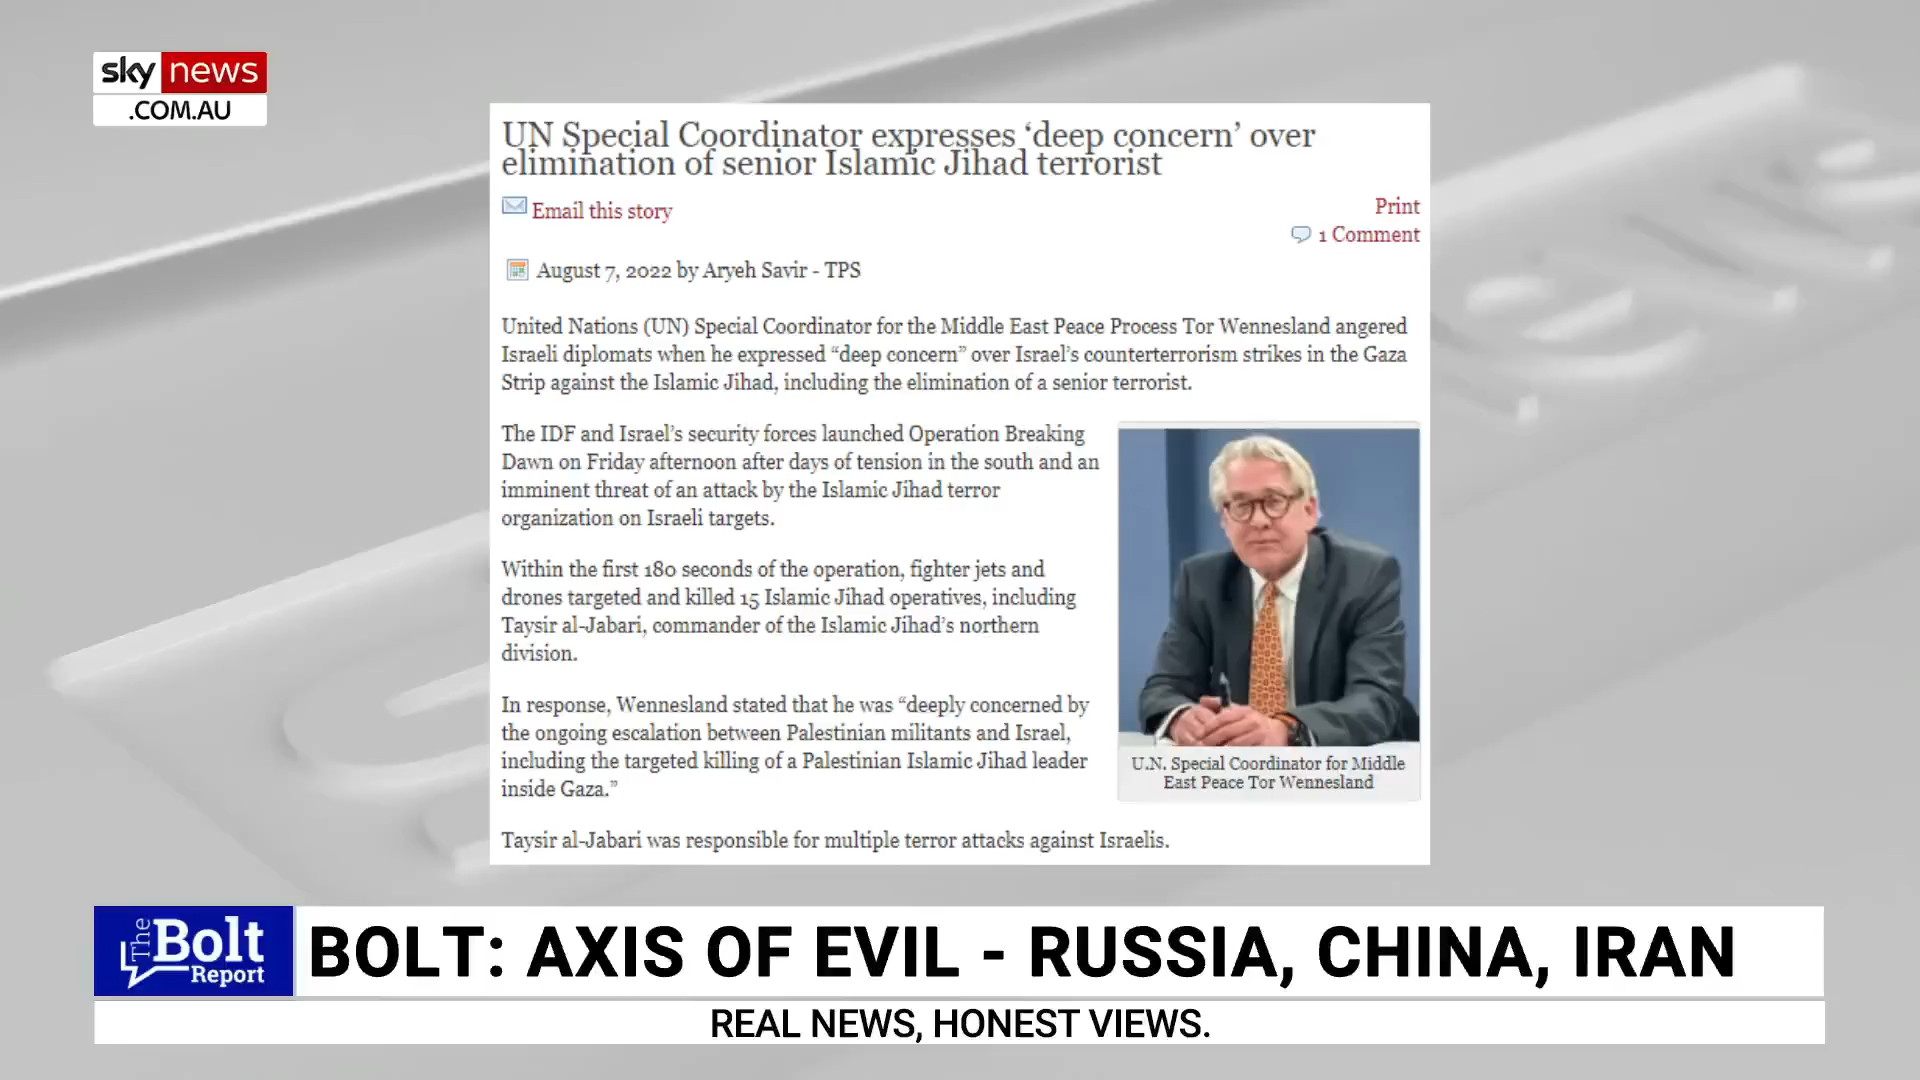 sky news
.COM.AU
UN Special Coordinator expresses ‘deep concern’ over
elimination of senior Islamic Jihad terrorist
Email this story
Print
1 Comment
August 7, 2022 by Aryeh Savir - TPS
United Nations (UN) Special Coordinator for the Middle East Peace Process Tor Wennesland angered
Israeli diplomats when he expressed “deep concern” over Israel’s counterterrorism strikes in the Gaza
Strip against the Islamic Jihad, including the elimination of a senior terrorist.
The IDF and Israel’s security forces launched Operation Breaking
Dawn on Friday afternoon after days of tension in the south and an
imminent threat of an attack by the Islamic Jihad terror
organization on Israeli targets.
Within the first 180 seconds of the operation, fighter jets and
drones targeted and killed 15 Islamic Jihad operatives, including
Taysir al-Jabari, commander of the Islamic Jihad’s northern
division.
In response, Wennesland stated that he was “deeply concerned by
the ongoing escalation between Palestinian militants and Israel,
including the targeted killing of a Palestinian Islamic Jihad leader
inside Gaza.”
U.N. Special Coordinator for Middle
East Peace Tor Wennesland
Taysir al-Jabari was responsible for multiple terror attacks against Israelis.
The Bolt Report
BOLT: AXIS OF EVIL - RUSSIA, CHINA, IRAN
REAL NEWS, HONEST VIEWS.